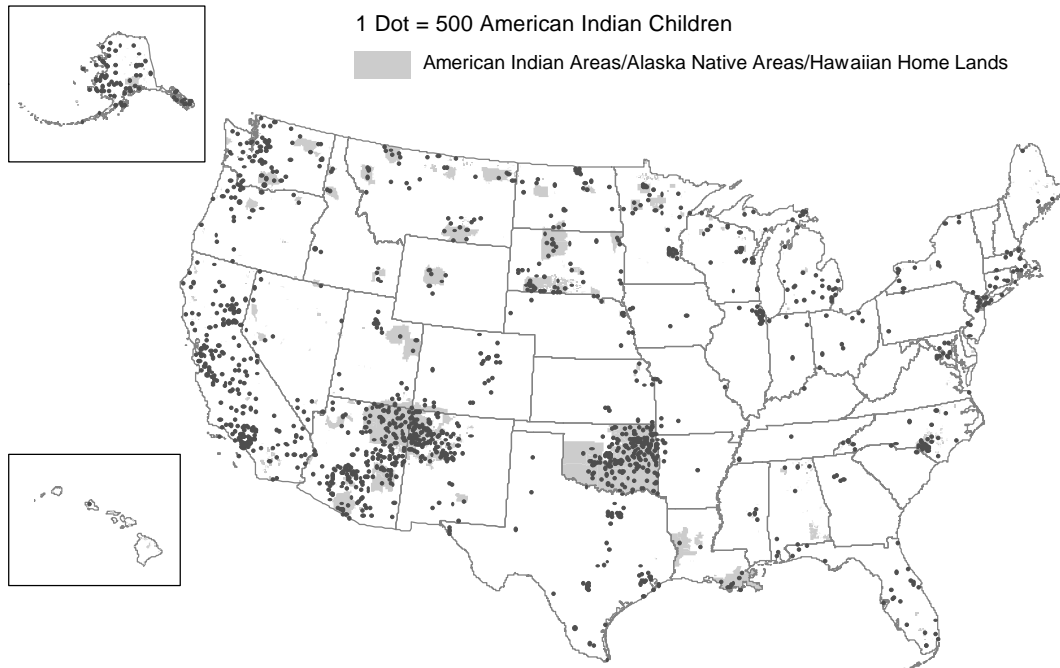 1 Dot = 500 American Indian Children
American Indian Areas/Alaska Native Areas/Hawaiian Home Lands